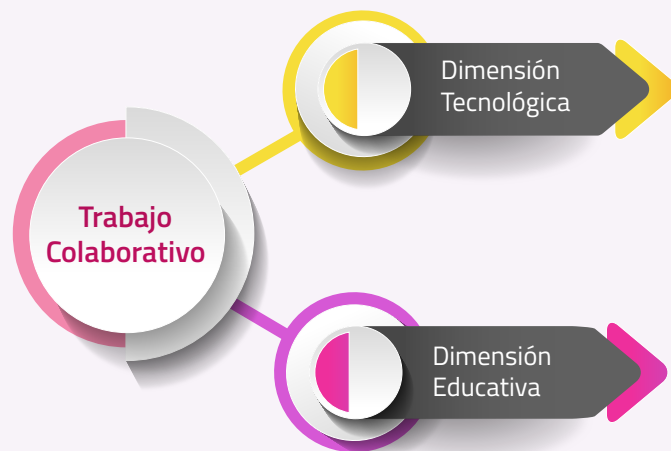 Trabajo
Colaborativo
Dimensión
Tecnológica
Dimensión
Educativa